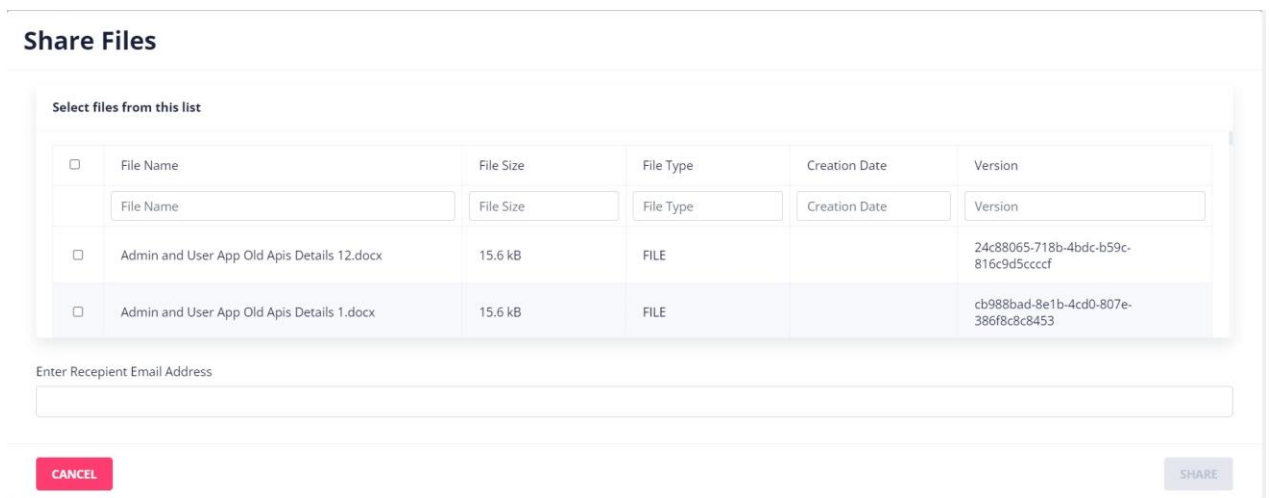 Share Files
Select files from this list
File Name File Size File Type Creation Date Version
File Name File Size File Type Creation Date Version
Admin and User App Old Apis Details 12.docx 15.6 kB FILE 24c88065-718b-4bdc-b59c-
816c9d5ccccf
Admin and User App Old Apis Details 1.docx 15.6 kB FILE cb988bad-8e1b-4cd0-807e-
386f8c8c8453
Enter Recepient Email Address
CANCEL SHARE